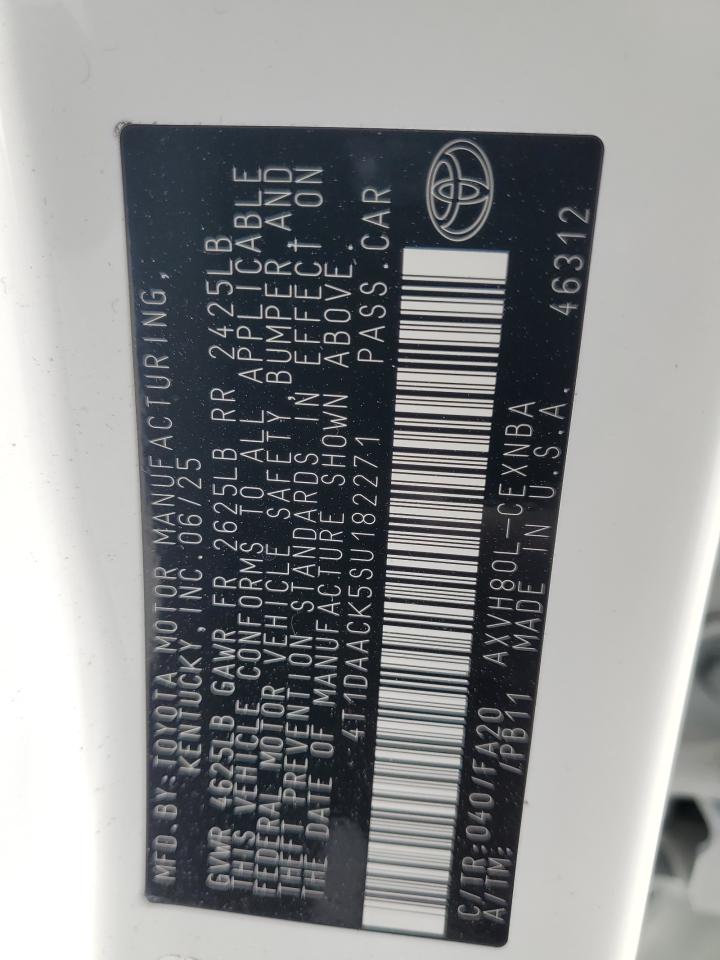 MFD.BY:TOYOTA MOTOR MANUFACTURING,
KENTUCKY, INC. 06/25
GVWR 4625LB GAWR FR 2625LB RR 2425LB
THIS VEHICLE CONFORMS TO ALL APPLICABLE
FEDERAL MOTOR VEHICLE SAFETY, BUMPER, AND
THEFT PREVENTION STANDARDS IN EFFECT ON
THE DATE OF MANUFACTURE SHOWN ABOVE.
4T1DAACK5SU182271 PASS.CAR
C/TR:040/FA20 AXVH80L-CEXNBA
A/TM: /PB11 MADE IN U.S.A. 46312